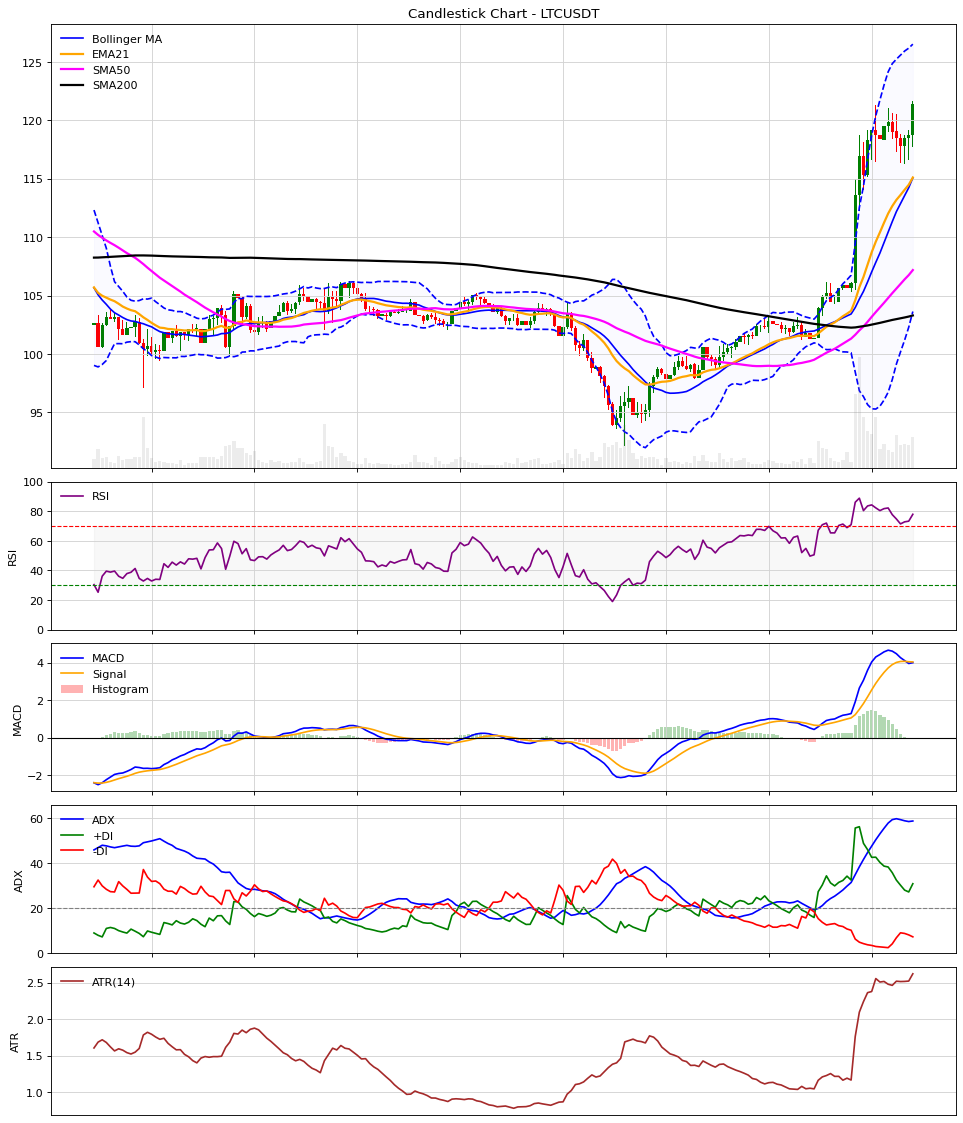 Candlestick Chart - LTCUSDT
Bollinger MA
EMA21
SMA50
SMA200
125
120
115
110
105
100
95
RSI
100
80
60
40
20
0
RSI
MACD
Signal
Histogram
4
2
0
−2
MACD
ADX
+DI
-DI
60
40
20
0
ADX
ATR(14)
2.5
2.0
1.5
1.0
ATR